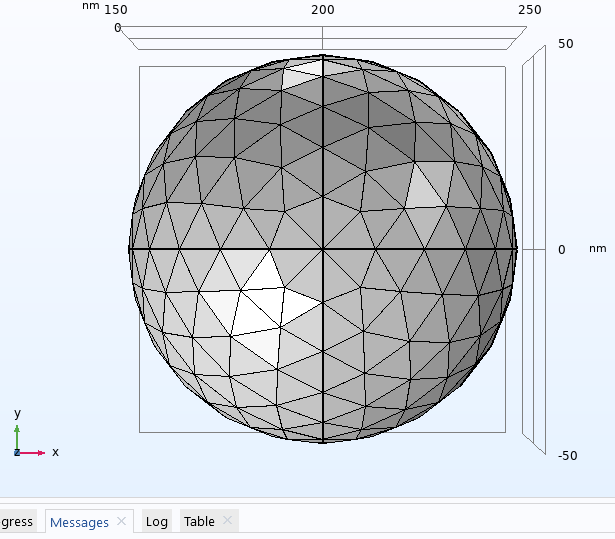 nm 150 200 250
0
50
0 nm
-50
y
z x
gress Messages × Log Table ×